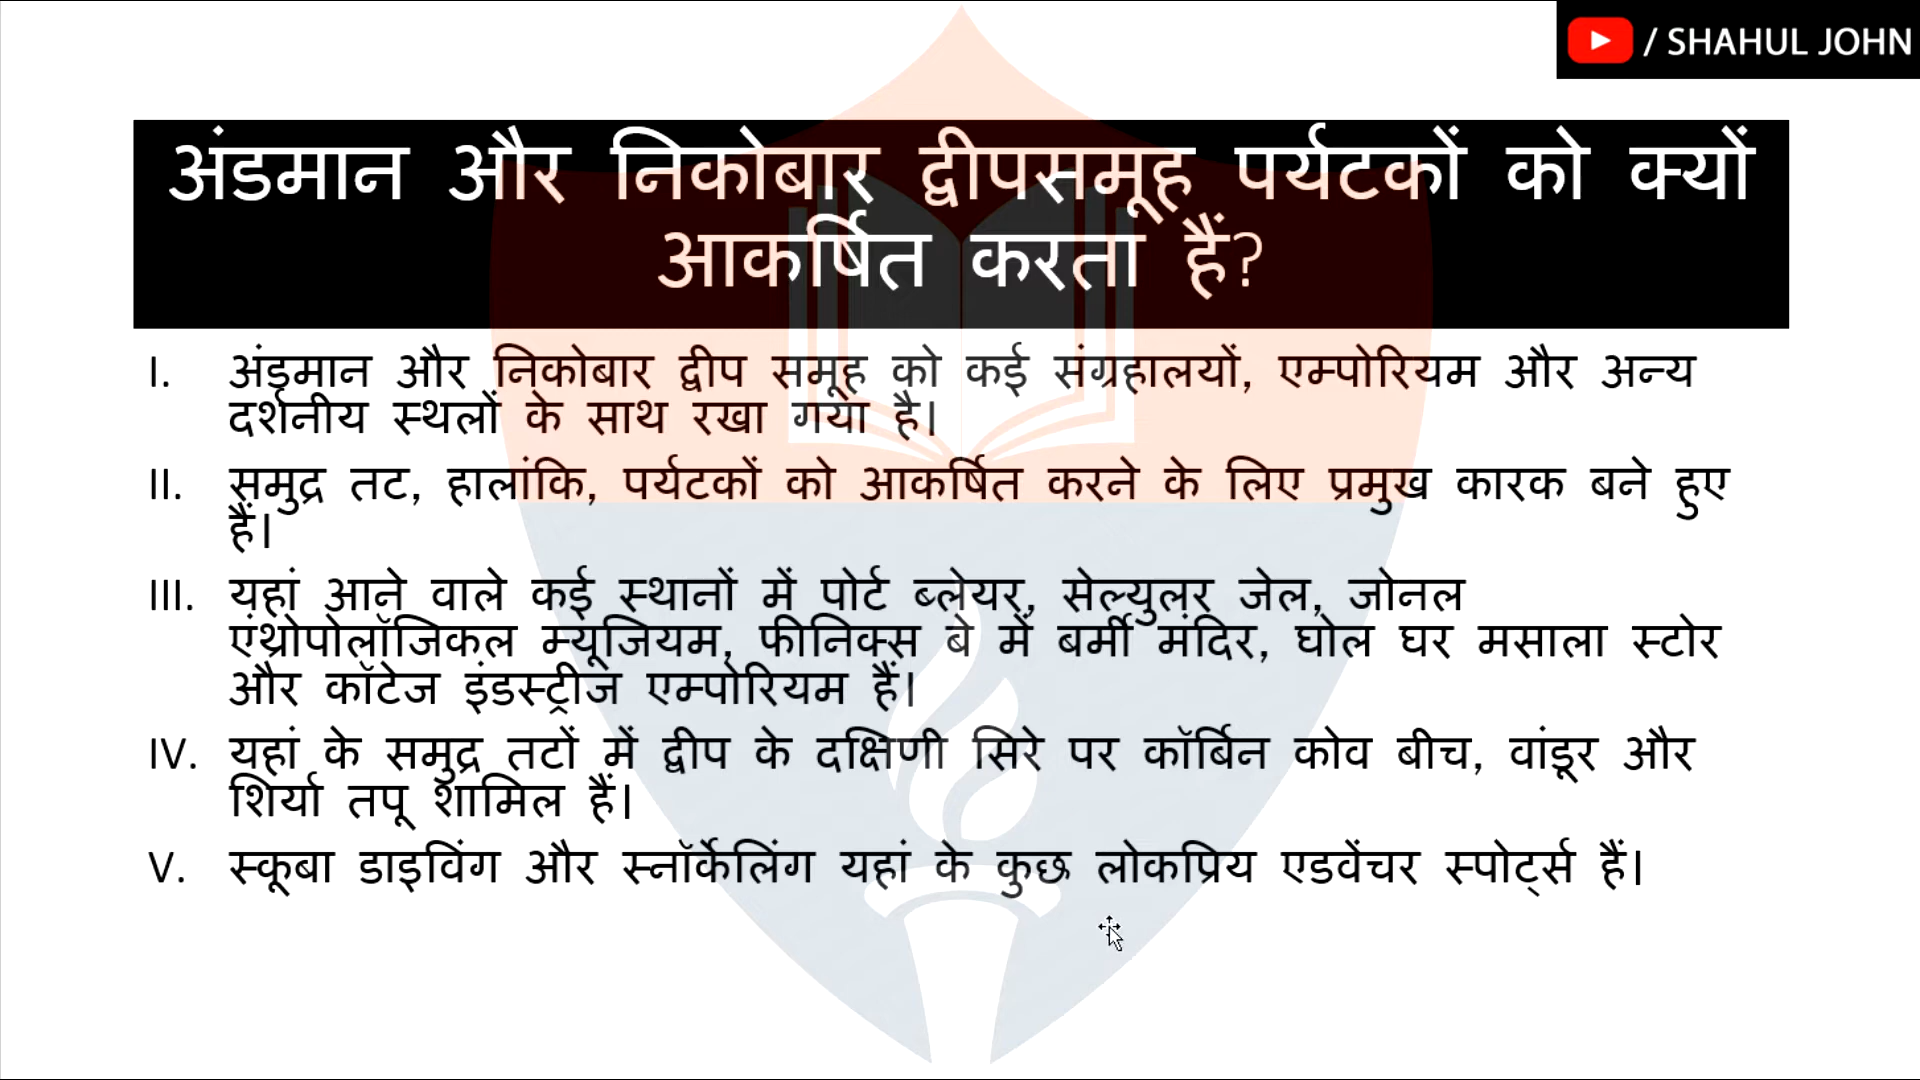 / SHAHUL JOHN
अंडमान और निकोबार द्वीपसमूह पर्यटकों को क्यों
आकर्षित करता हैं?
I. अंडमान और निकोबार द्वीप समूह को कई संग्रहालयों, एम्पोरियम और अन्य
दर्शनीय स्थलों के साथ रखा गया है।
II. समुद्र तट, हालांकि, पर्यटकों को आकर्षित करने के लिए प्रमुख कारक बने हुए
हैं।
III. यहां आने वाले कई स्थानों में पोर्ट ब्लेयर, सेल्युलर जेल, जोनल
एंथ्रोपोलॉजिकल म्यूजियम, फीनिक्स बे में बर्मी मंदिर, घोल घर मसाला स्टोर
और कॉटेज इंडस्ट्रीज एम्पोरियम हैं।
IV. यहां के समुद्र तटों में द्वीप के दक्षिणी सिरे पर कॉर्बिन कोव बीच, वांडूर और
शिर्या तपू शामिल हैं।
V. स्कूबा डाइविंग और स्नॉर्केलिंग यहां के कुछ लोकप्रिय एडवेंचर स्पोर्ट्स हैं।